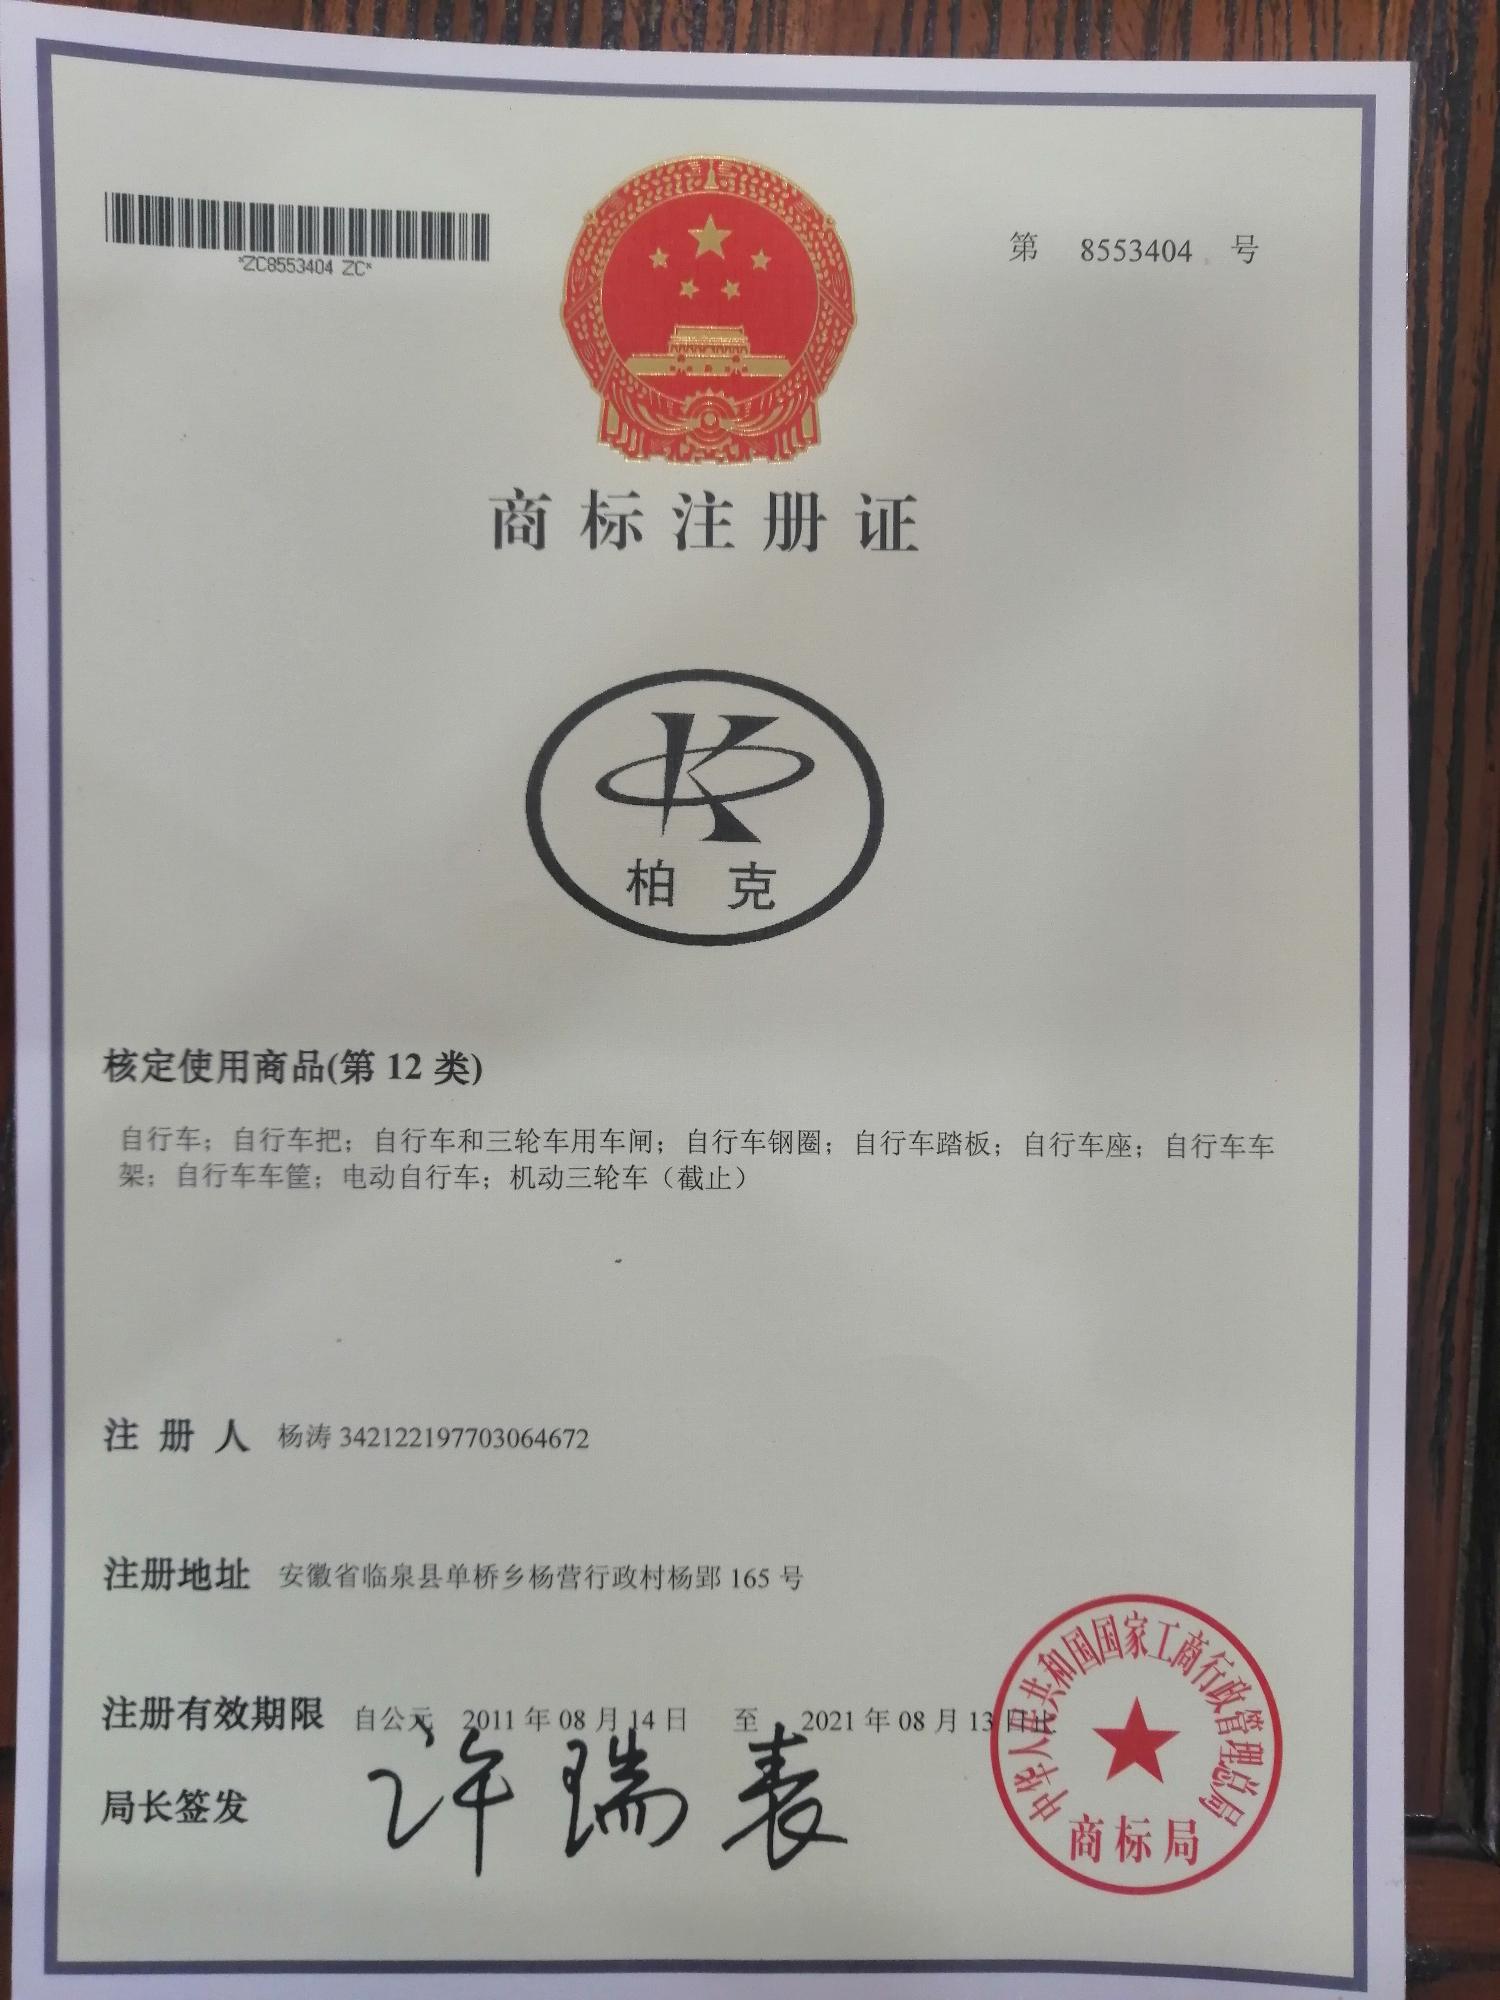 *ZC8553404 ZC*
第 8553404 号
商标注册证
K
柏克
核定使用商品(第 12 类)
自行车；自行车把；自行车和三轮车用车闸；自行车钢圈；自行车踏板；自行车座；自行车车
架；自行车车筐；电动自行车；机动三轮车（截止）
注册人 杨涛 342122197703064672
注册地址 安徽省临泉县单桥乡杨营行政村杨郢 165 号
注册有效期限 自公元 2011 年 08 月 14 日 至 2021 年 08 月 13 日止
局长签发 许瑞表
中华人民共和国国家工商行政管理总局
商标局